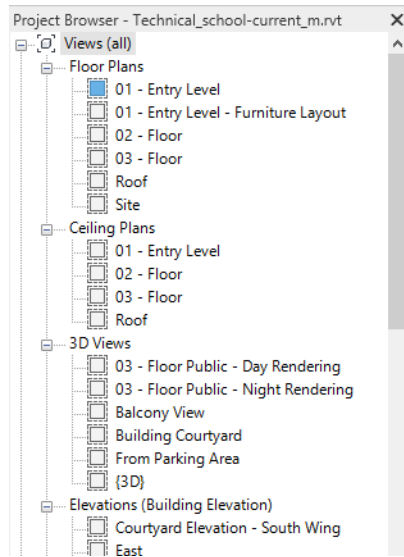 Project Browser - Technical_school-current_m.rvt
Views (all)
Floor Plans
01 - Entry Level
01 - Entry Level - Furniture Layout
02 - Floor
03 - Floor
Roof
Site
Ceiling Plans
01 - Entry Level
02 - Floor
03 - Floor
Roof
3D Views
03 - Floor Public - Day Rendering
03 - Floor Public - Night Rendering
Balcony View
Building Courtyard
From Parking Area
{3D}
Elevations (Building Elevation)
Courtyard Elevation - South Wing
East